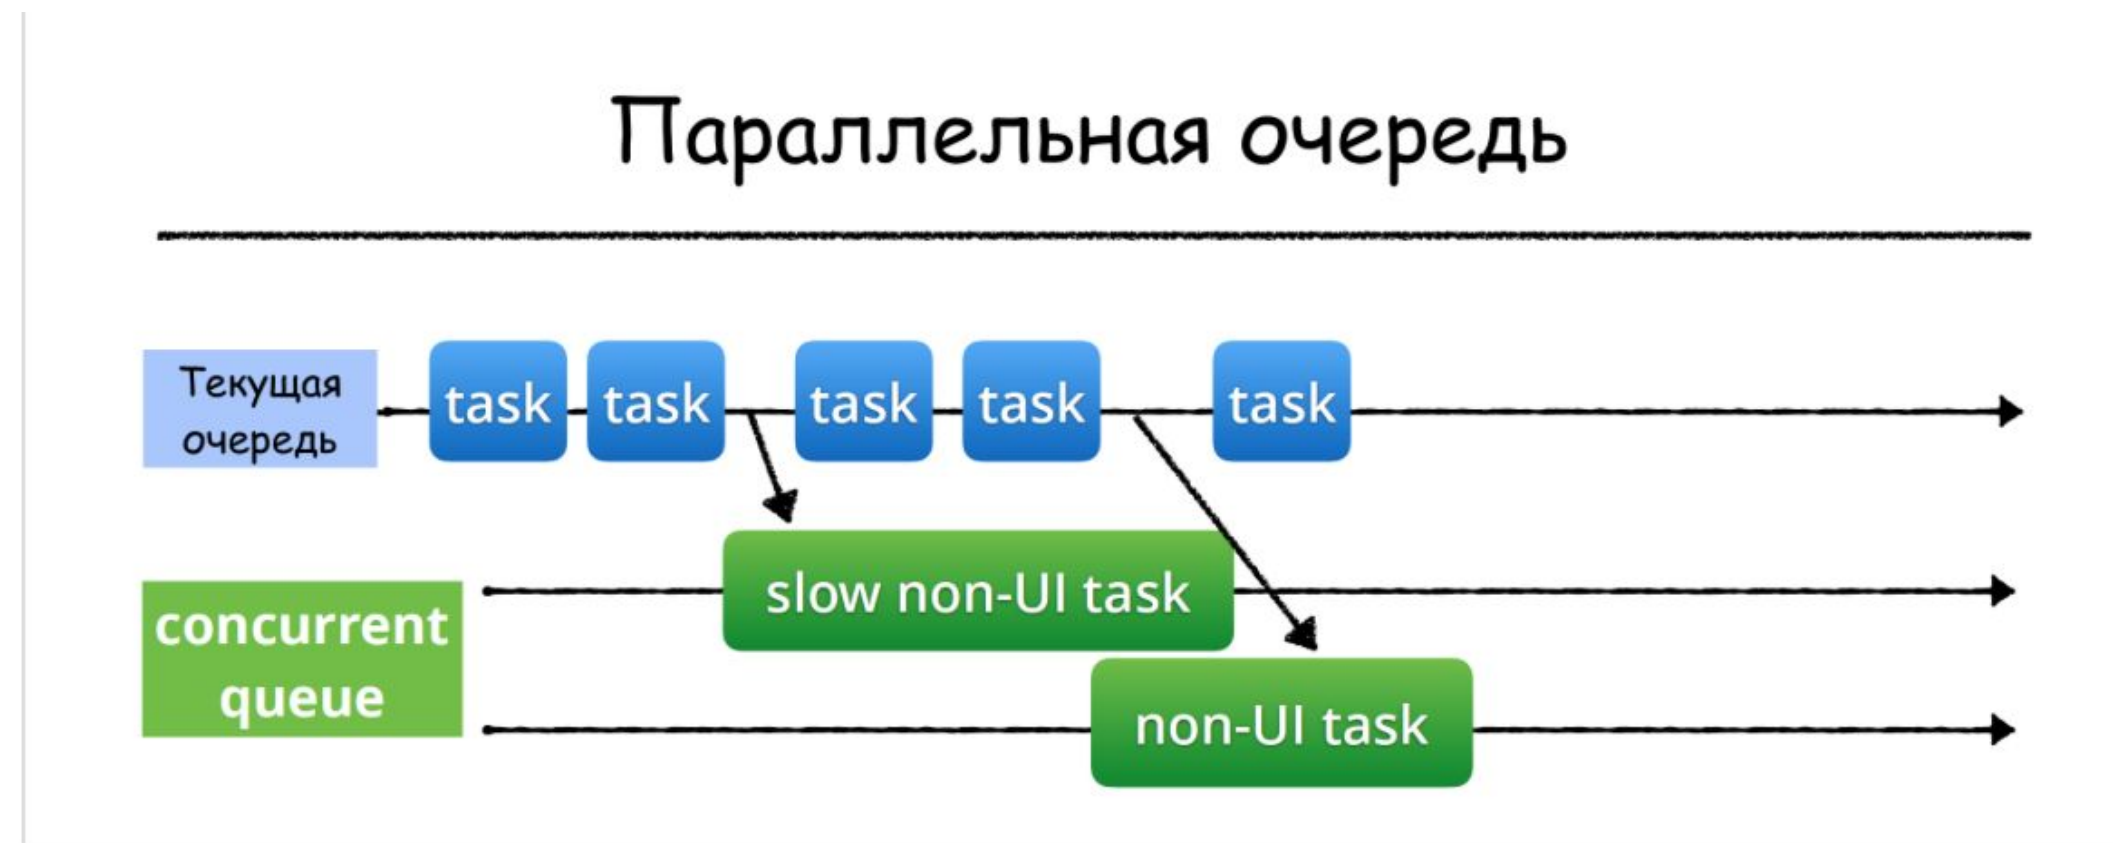 Параллельная очередь
Текущая
очередь
task task task task task
concurrent
queue
slow non-UI task
non-UI task